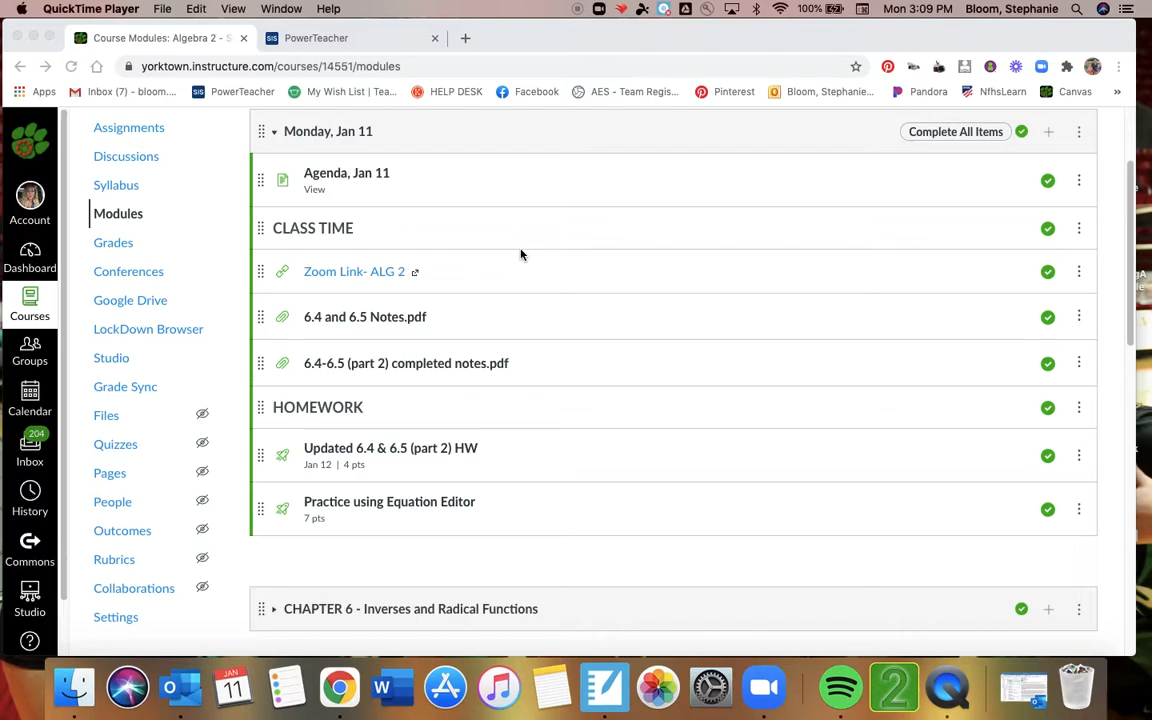 QuickTime Player File Edit View Window Help 100% Mon 3:09 PM Bloom, Stephanie
Course Modules: Algebra 2 - S PowerTeacher
yorktown.instructure.com/courses/14551/modules
Apps Inbox (7) - bloom.... PowerTeacher My Wish List | Tea... HELP DESK Facebook AES - Team Regis... Pinterest Bloom, Stephanie... Pandora NfhsLearn Canvas »
Account
Dashboard
Courses
Groups
Calendar
204
Inbox
History
Commons
Studio
Assignments
Discussions
Syllabus
Modules
Grades
Conferences
Google Drive
LockDown Browser
Studio
Grade Sync
Files
Quizzes
Pages
People
Outcomes
Rubrics
Collaborations
Settings
Monday, Jan 11 Complete All Items
Agenda, Jan 11
View
CLASS TIME
Zoom Link- ALG 2
6.4 and 6.5 Notes.pdf
6.4-6.5 (part 2) completed notes.pdf
HOMEWORK
Updated 6.4 & 6.5 (part 2) HW
Jan 12 | 4 pts
Practice using Equation Editor
7 pts
CHAPTER 6 - Inverses and Radical Functions
JAN
11
W
2